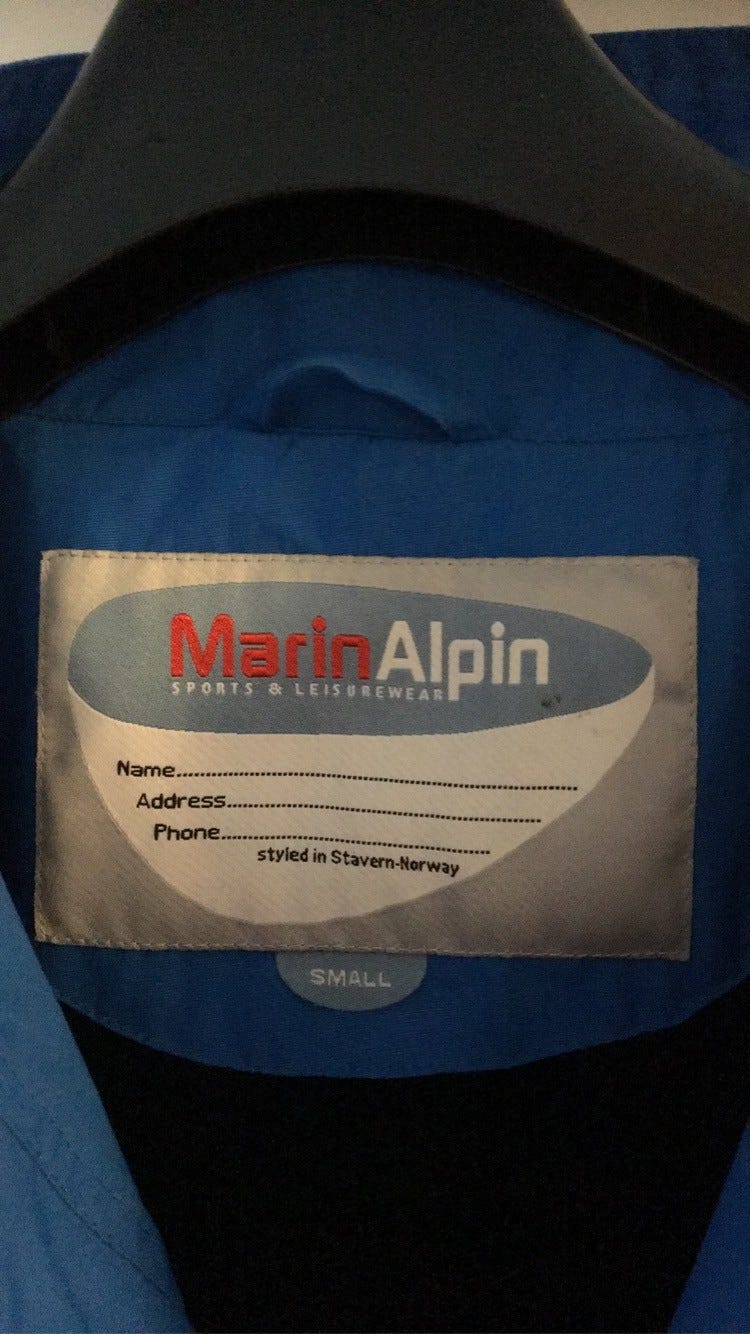 MarinAlpin
SPORTS & LEISUREWEAR
Name................................................................
Address..................................................
Phone...........................................
styled in Stavern-Norway
SMALL